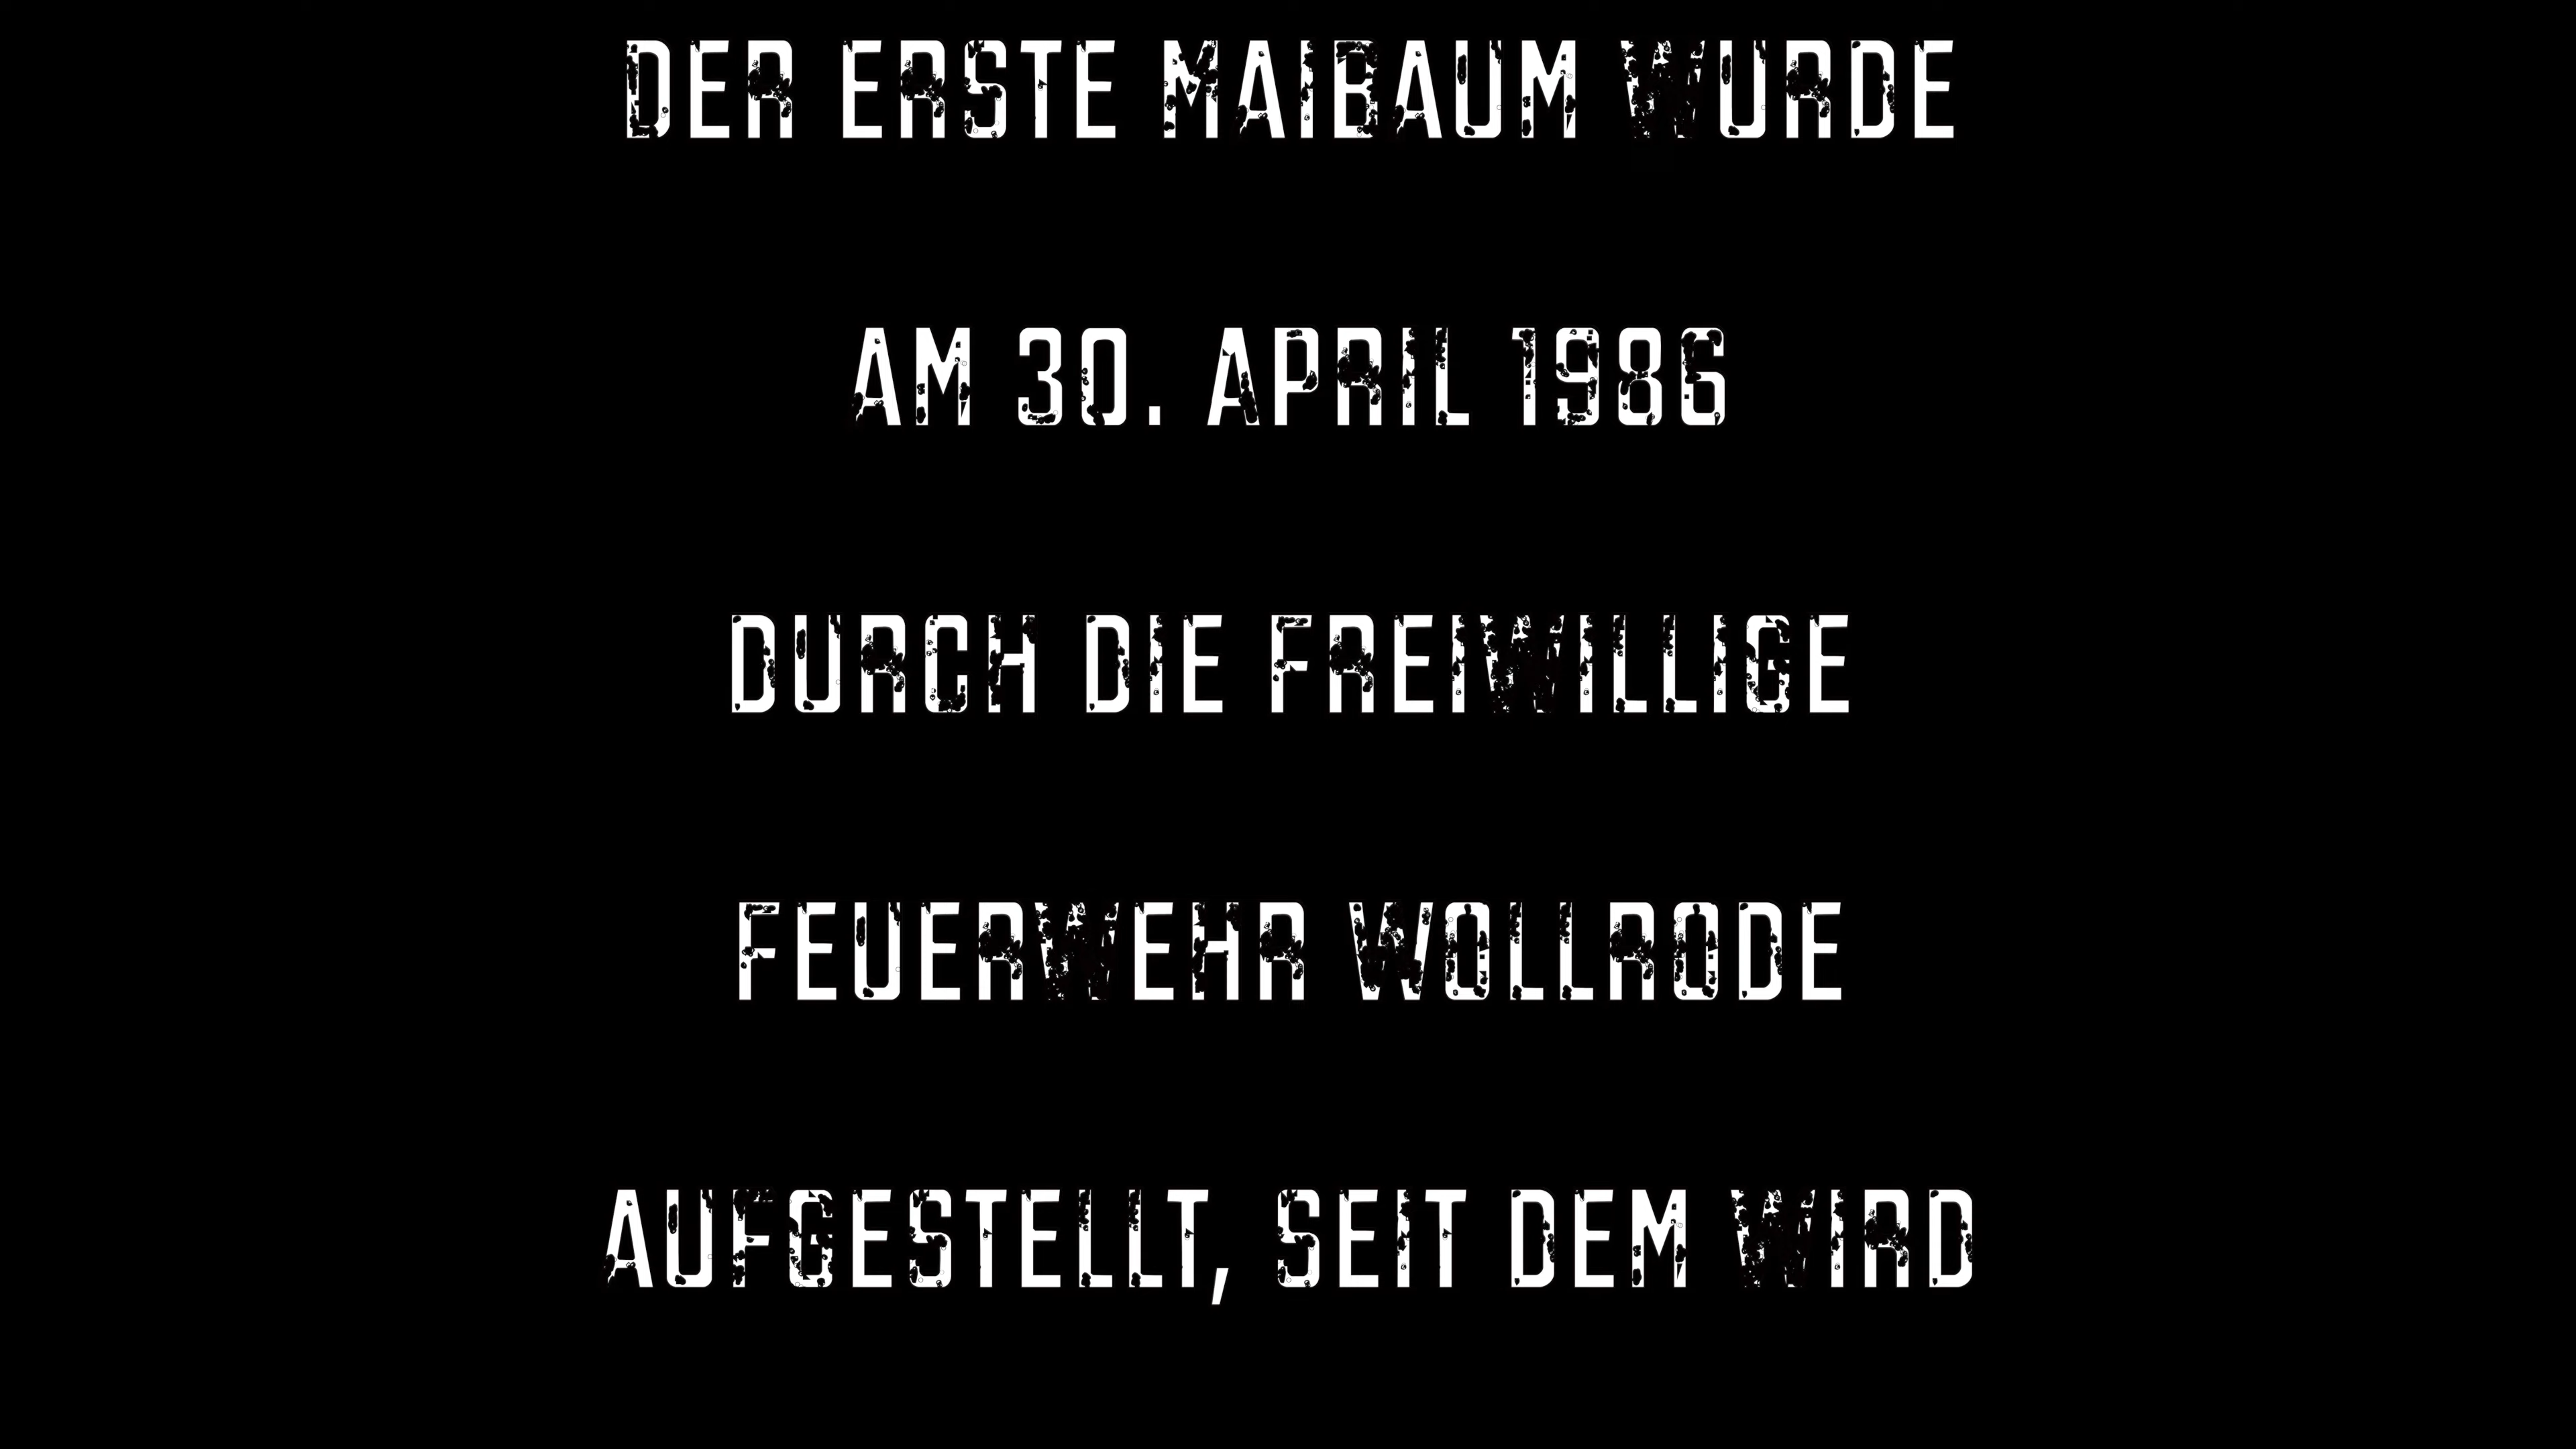 DER ERSTE MAIBAUM WURDE
AM 30. APRIL 1986
DURCH DIE FREIWILLIGE
FEUERWEHR WOLLRODE
AUFGESTELLT, SEIT DEM WIRD